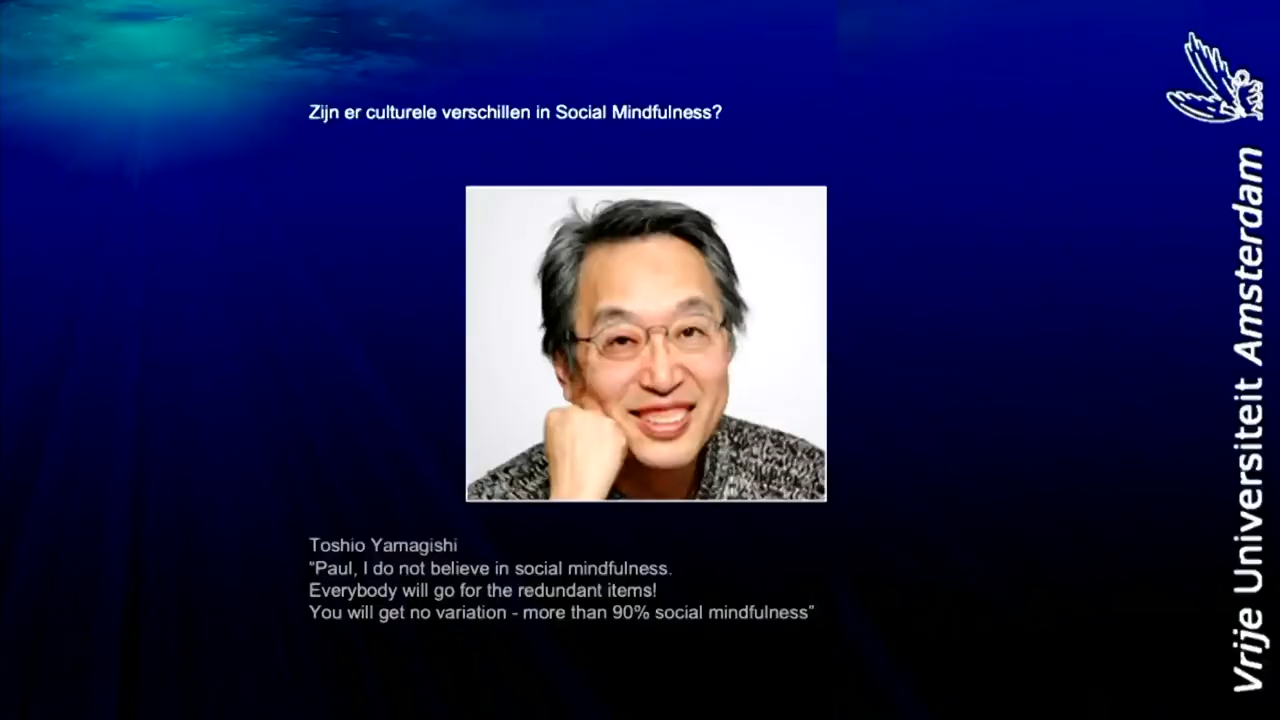 Zijn er culturele verschillen in Social Mindfulness?
Toshio Yamagishi
"Paul, I do not believe in social mindfulness.
Everybody will go for the redundant items!
You will get no variation - more than 90% social mindfulness"
Vrije Universiteit Amsterdam